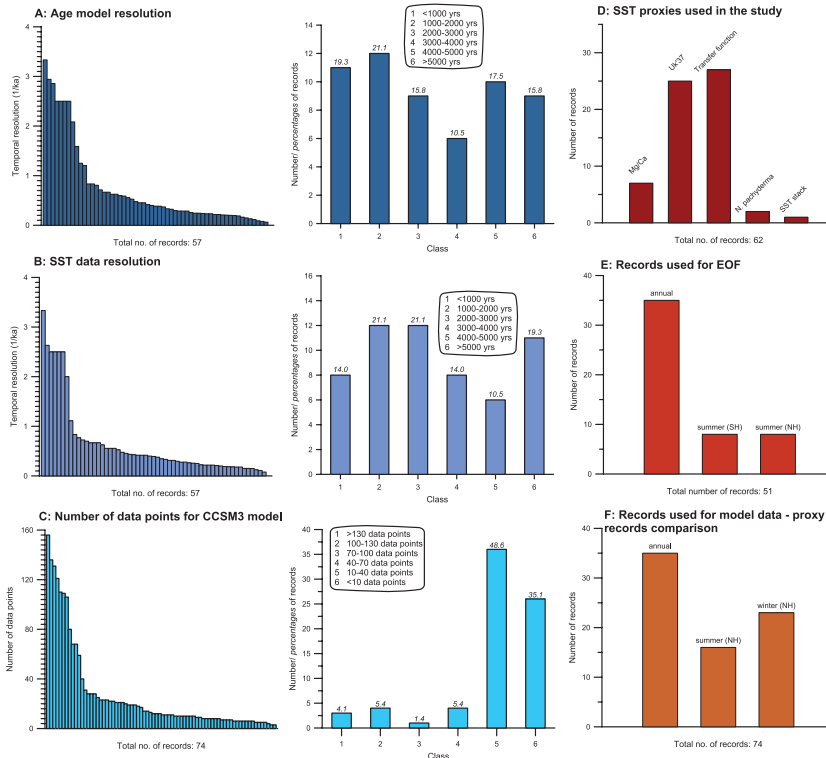 A: Age model resolution
Temporal resolution (1/ka)
4
3
2
1
0
Total no. of records: 57
Number/ percentages of records
14
12
10
8
6
4
2
0
19.3
21.1
15.8
10.5
17.5
15.8
1 <1000 yrs
2 1000-2000 yrs
3 2000-3000 yrs
4 3000-4000 yrs
5 4000-5000 yrs
6 >5000 yrs
1 2 3 4 5 6
Class
D: SST proxies used in the study
Number of records
40
30
20
10
0
Mg/Ca
Uk'37
Transfer function
N. pachyderma
SST stack
Total no. of records: 62
B: SST data resolution
Temporal resolution (1/ka)
4
3
2
1
0
Total no. of records: 57
Number/ percentages of records
16
14
12
10
8
6
4
2
0
14.0
21.1
21.1
14.0
10.5
19.3
1 <1000 yrs
2 1000-2000 yrs
3 2000-3000 yrs
4 3000-4000 yrs
5 4000-5000 yrs
6 >5000 yrs
1 2 3 4 5 6
Class
E: Records used for EOF
Number of records
40
30
20
10
0
annual
summer (SH)
summer (NH)
Total number of records: 51
C: Number of data points for CCSM3 model
Number of data points
160
120
80
40
0
Total no. of records: 74
Number/ percentages of records
40
35
30
25
20
15
10
5
0
4.1
5.4
1.4
5.4
48.6
35.1
1 >130 data points
2 100-130 data points
3 70-100 data points
4 40-70 data points
5 10-40 data points
6 <10 data points
1 2 3 4 5 6
Class
F: Records used for model data - proxy
records comparison
Number of records
40
30
20
10
0
annual
summer (NH)
winter (NH)
Total no. of records: 74